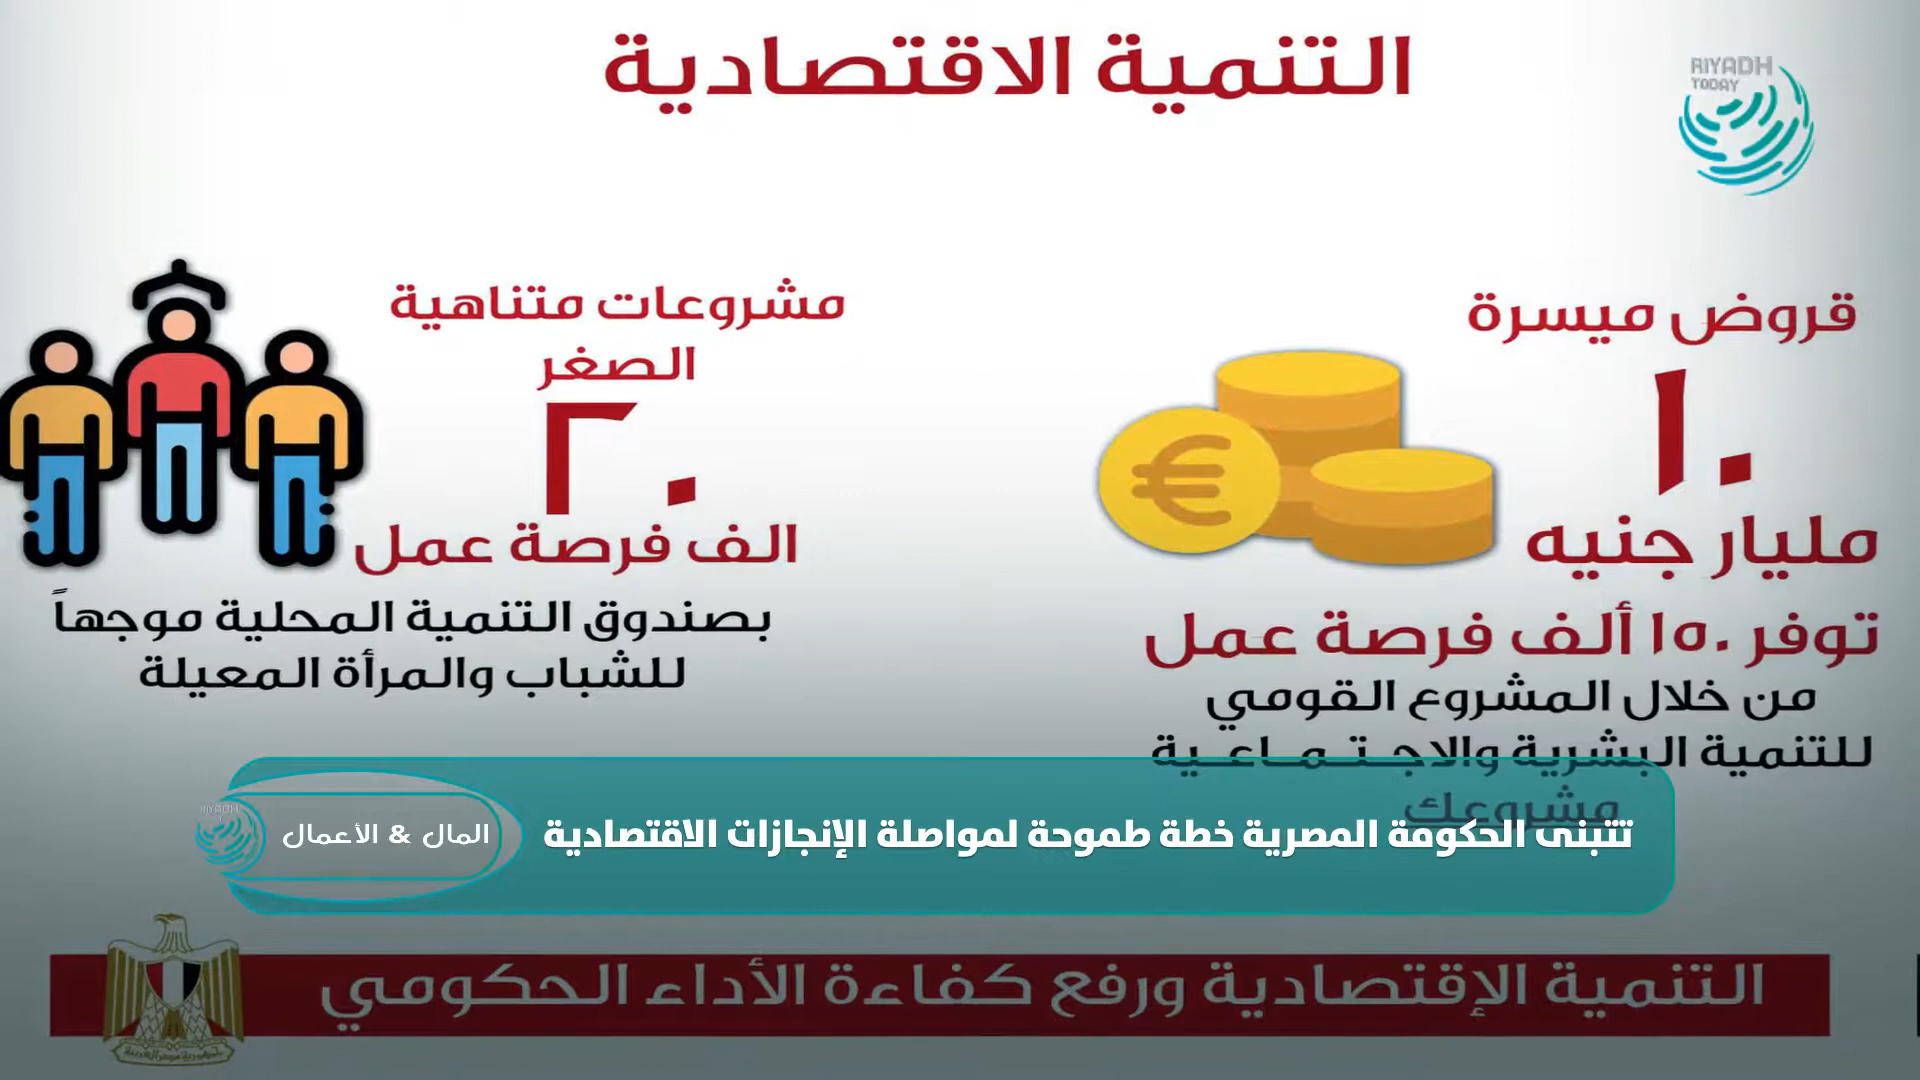 التنمية الاقتصادية
RIYADH
TODAY
قروض ميسرة
١٠
مليار جنيه
توفر ١٥٠ ألف فرصة عمل
من خلال المشروع القومي
للتنمية البشرية والاجـتـمـاعـية
مشروعك
مشروعات متناهية
الصغر
٢٠
الف فرصة عمل
بصندوق التنمية المحلية موجهاً
للشباب والمرأة المعيلة
تتبنى الحكومة المصرية خطة طموحة لمواصلة الإنجازات الاقتصادية
المال & الأعمال
RIYADH
التنمية الإقتصادية ورفع كفاءة الأداء الحكومي